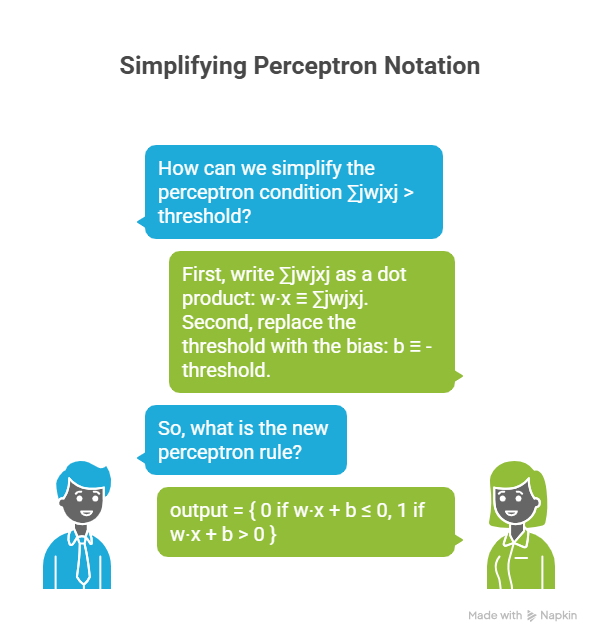 Simplifying Perceptron Notation
How can we simplify the
perceptron condition ∑jwjxj >
threshold?
First, write ∑jwjxj as a dot
product: w·x ≡ ∑jwjxj.
Second, replace the
threshold with the bias: b ≡ -
threshold.
So, what is the new
perceptron rule?
output = { 0 if w·x + b ≤ 0, 1 if
w·x + b > 0 }
Made with Napkin